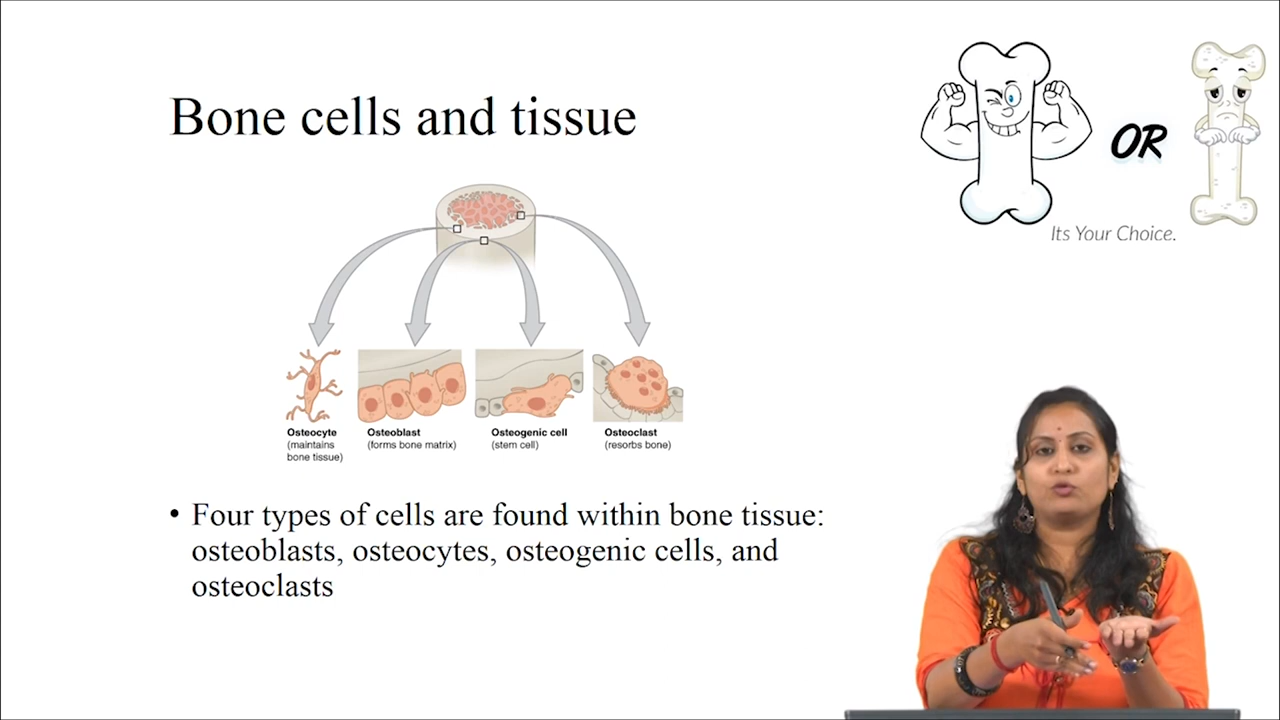 Bone cells and tissue
OR
Its Your Choice.
Osteocyte
(maintains
bone tissue)
Osteoblast
(forms bone matrix)
Osteogenic cell
(stem cell)
Osteoclast
(resorbs bone)
• Four types of cells are found within bone tissue:
osteoblasts, osteocytes, osteogenic cells, and
osteoclasts